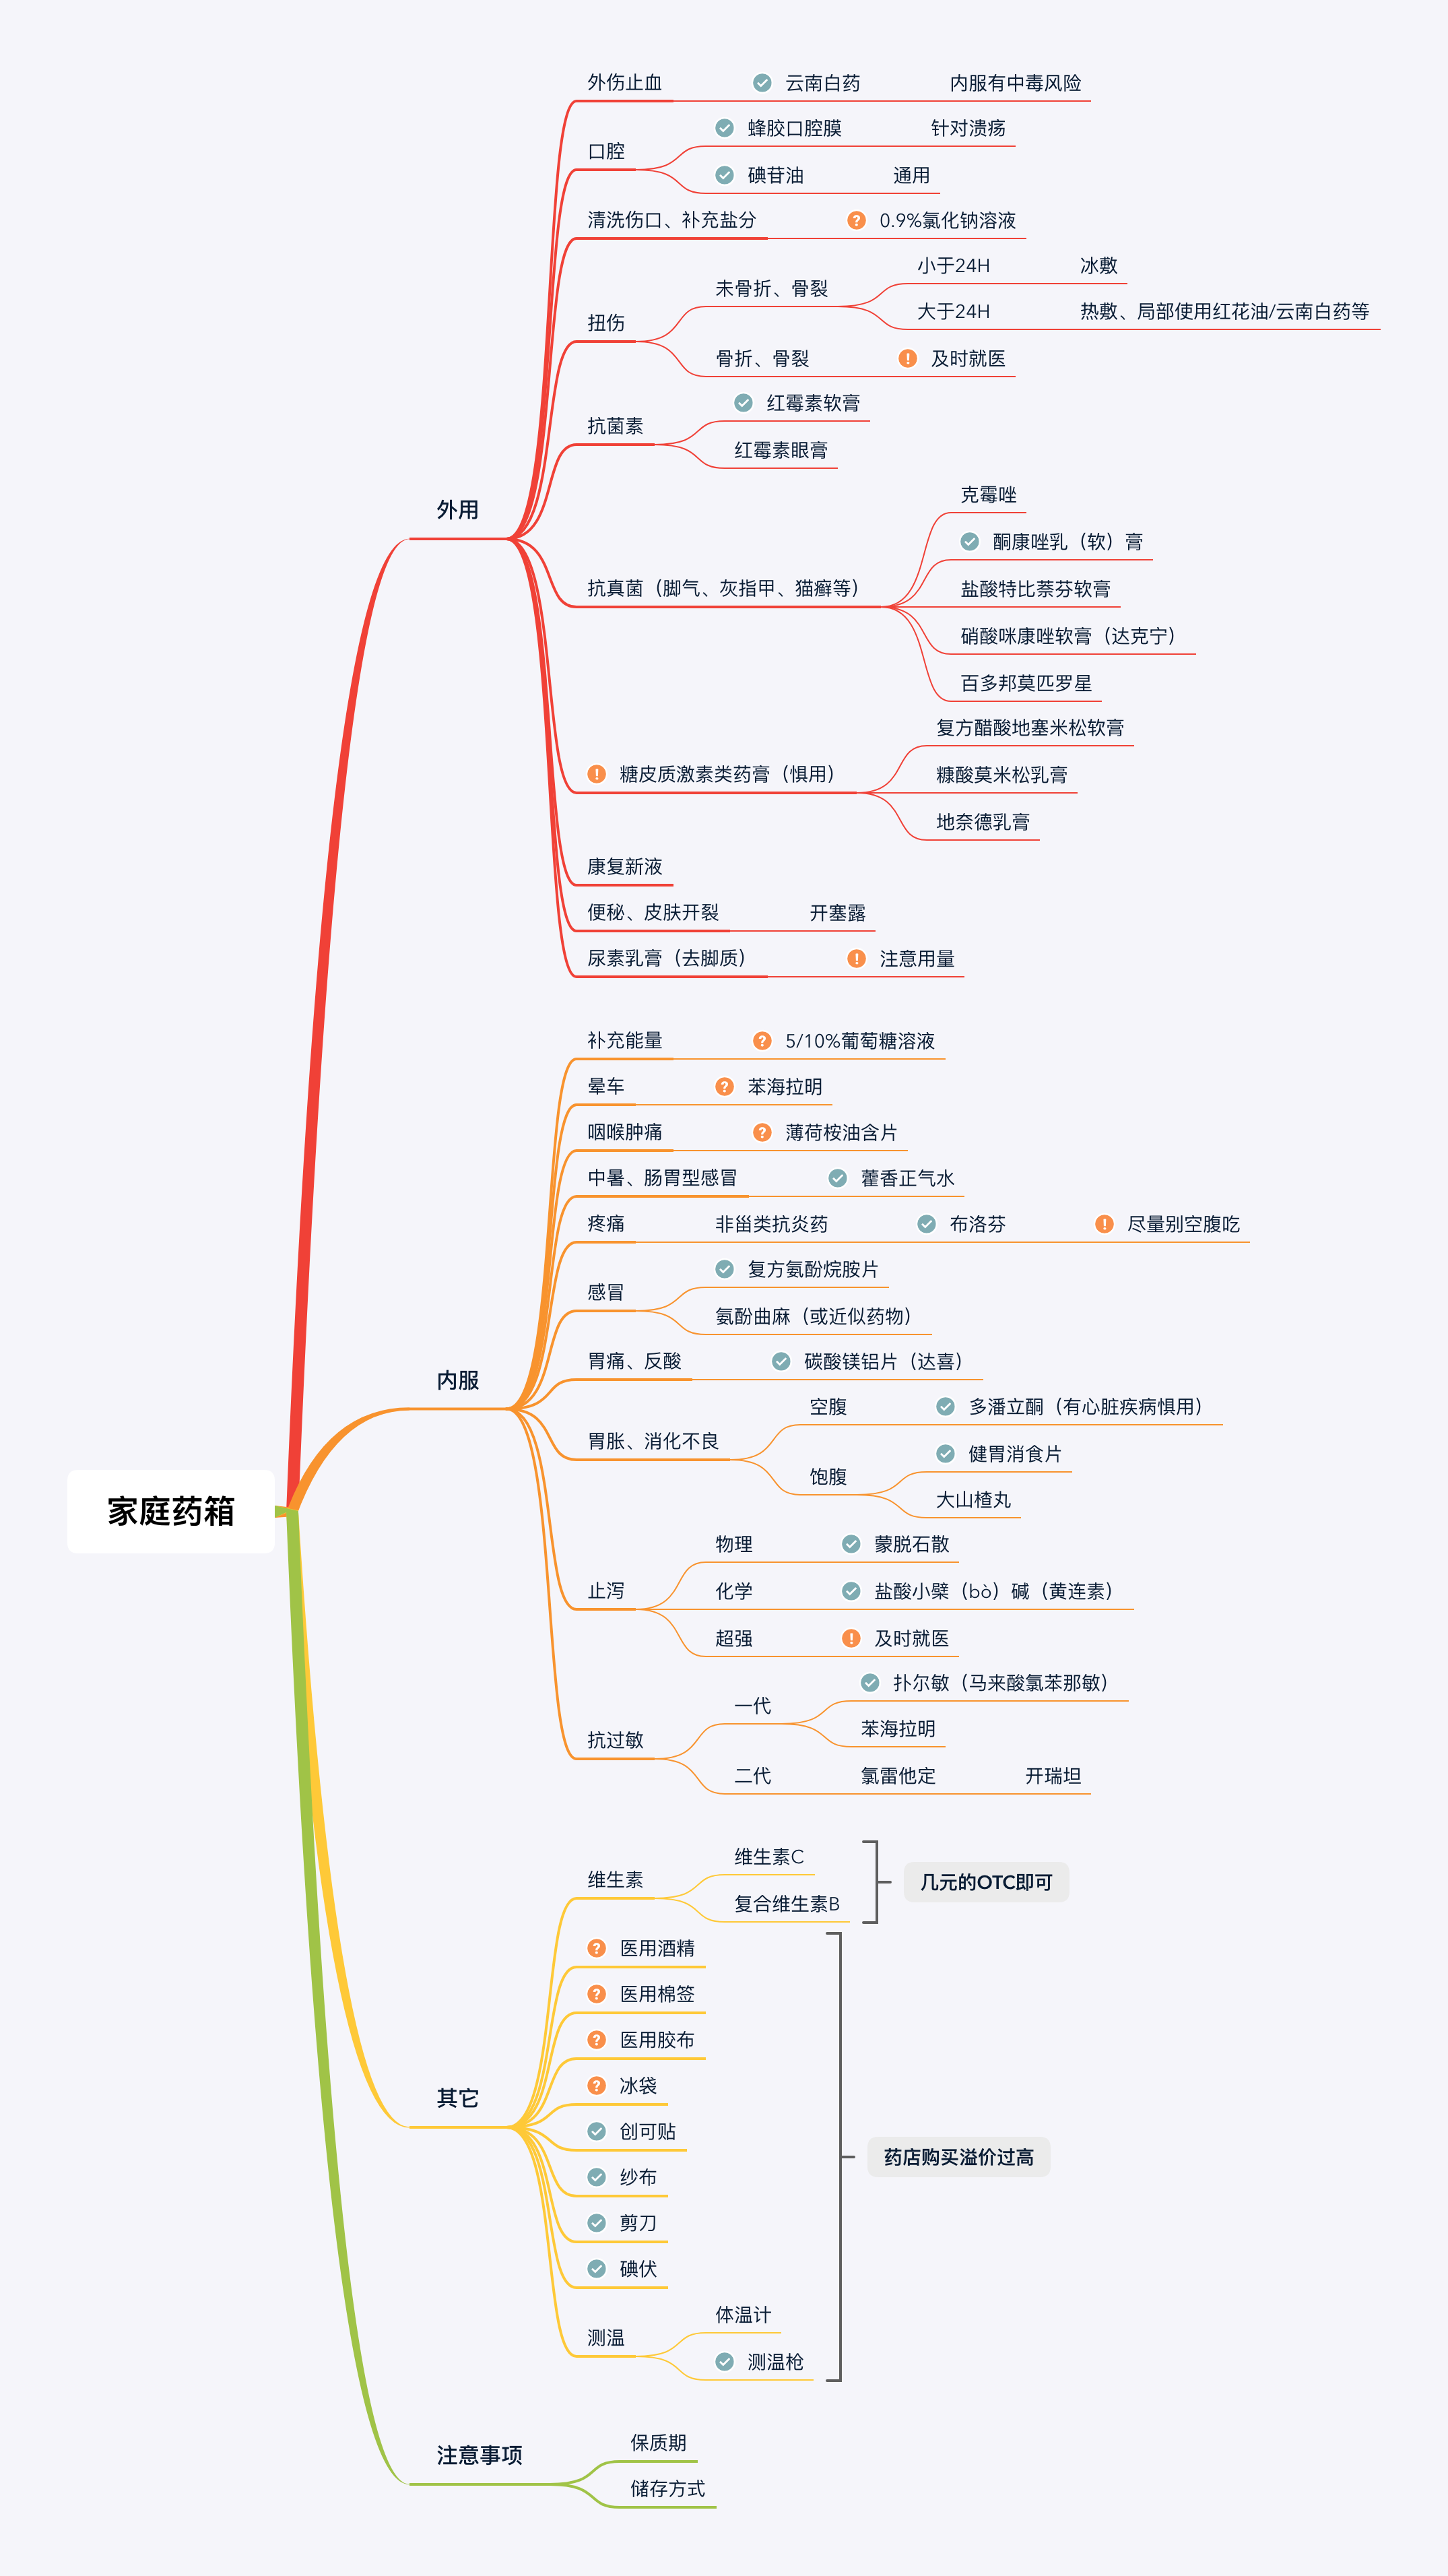 家庭药箱
外用
外伤止血
云南白药
内服有中毒风险
口腔
蜂胶口腔膜
针对溃疡
碘苷油
通用
清洗伤口、补充盐分
0.9%氯化钠溶液
扭伤
未骨折、骨裂
小于24H
冰敷
大于24H
热敷、局部使用红花油/云南白药等
骨折、骨裂
及时就医
抗菌素
红霉素软膏
红霉素眼膏
抗真菌（脚气、灰指甲、猫癣等）
克霉唑
酮康唑乳（软）膏
盐酸特比萘芬软膏
硝酸咪康唑软膏（达克宁）
百多邦莫匹罗星
糖皮质激素类药膏（惧用）
复方醋酸地塞米松软膏
糠酸莫米松乳膏
地奈德乳膏
康复新液
便秘、皮肤开裂
开塞露
尿素乳膏（去脚质）
注意用量
内服
补充能量
5/10%葡萄糖溶液
晕车
苯海拉明
咽喉肿痛
薄荷桉油含片
中暑、肠胃型感冒
藿香正气水
疼痛
非甾类抗炎药
布洛芬
尽量别空腹吃
感冒
复方氨酚烷胺片
氨酚曲麻（或近似药物）
胃痛、反酸
碳酸镁铝片（达喜）
胃胀、消化不良
空腹
多潘立酮（有心脏疾病惧用）
饱腹
健胃消食片
大山楂丸
止泻
物理
蒙脱石散
化学
盐酸小檗（bò）碱（黄连素）
超强
及时就医
抗过敏
一代
扑尔敏（马来酸氯苯那敏）
苯海拉明
二代
氯雷他定
开瑞坦
其它
维生素
维生素C
复合维生素B
几元的OTC即可
医用酒精
医用棉签
医用胶布
冰袋
创可贴
纱布
剪刀
碘伏
测温
体温计
测温枪
药店购买溢价过高
注意事项
保质期
储存方式